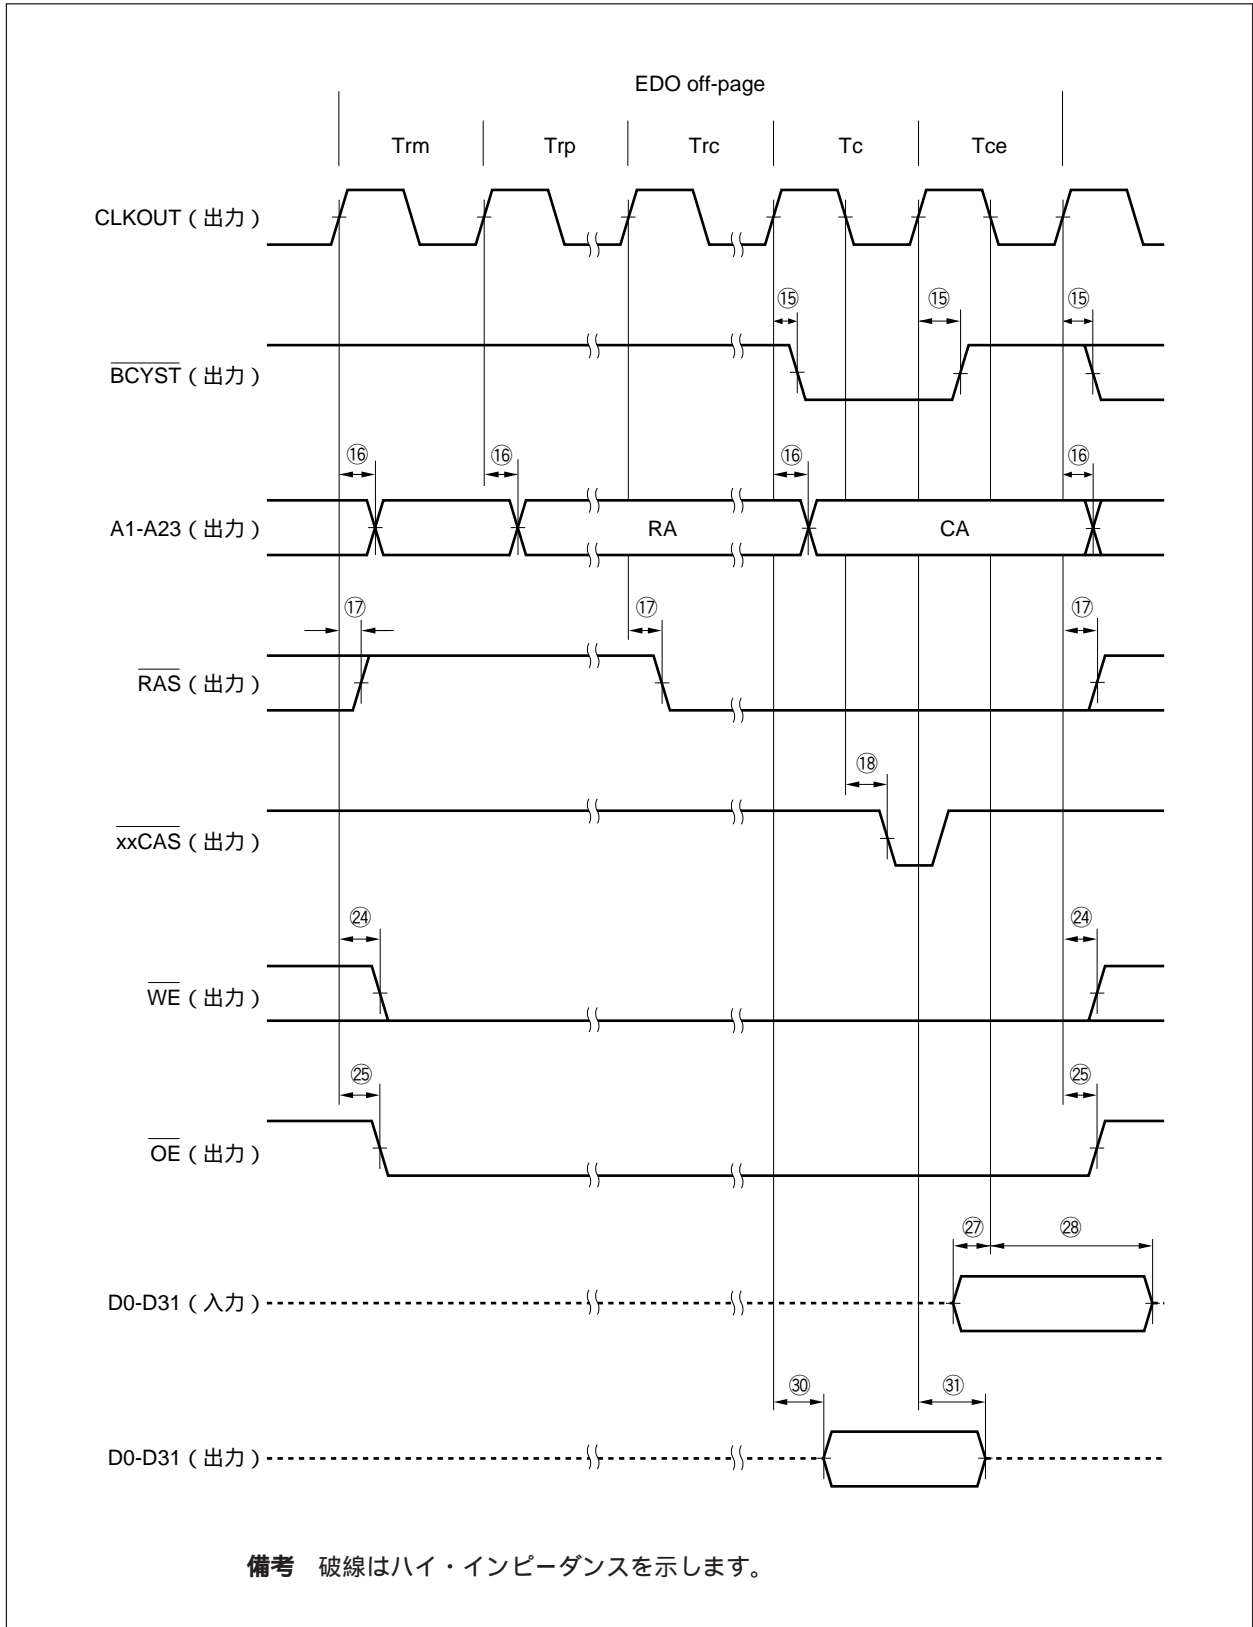 EDO off-page
Trm Trp Trc Tc Tce
CLKOUT（出力）
⑮ ⑮ ⑮
BCYST（出力）
⑯ ⑯ ⑯ ⑯
A1-A23（出力） RA CA
⑰ ⑰ ⑰
RAS（出力）
⑱
xxCAS（出力）
㉔ ㉔
WE（出力）
㉕ ㉕
OE（出力）
㉗ ㉘
D0-D31（入力）
㉚ ㉛
D0-D31（出力）
備考 破線はハイ・インピーダンスを示します。